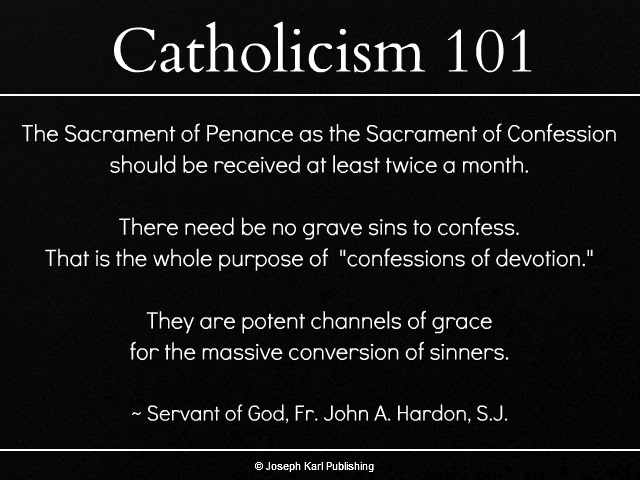 Catholicism 101
The Sacrament of Penance as the Sacrament of Confession
should be received at least twice a month.
There need be no grave sins to confess.
That is the whole purpose of "confessions of devotion."
They are potent channels of grace
for the massive conversion of sinners.
~ Servant of God, Fr. John A. Hardon, S.J.
© Joseph Karl Publishing